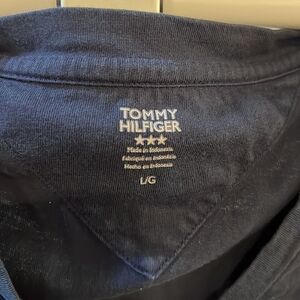 TOMMY
HILFIGER
★★★
Made in Indonesia
Fabriqué en Indonésie
Hecho en Indonesia
L/G